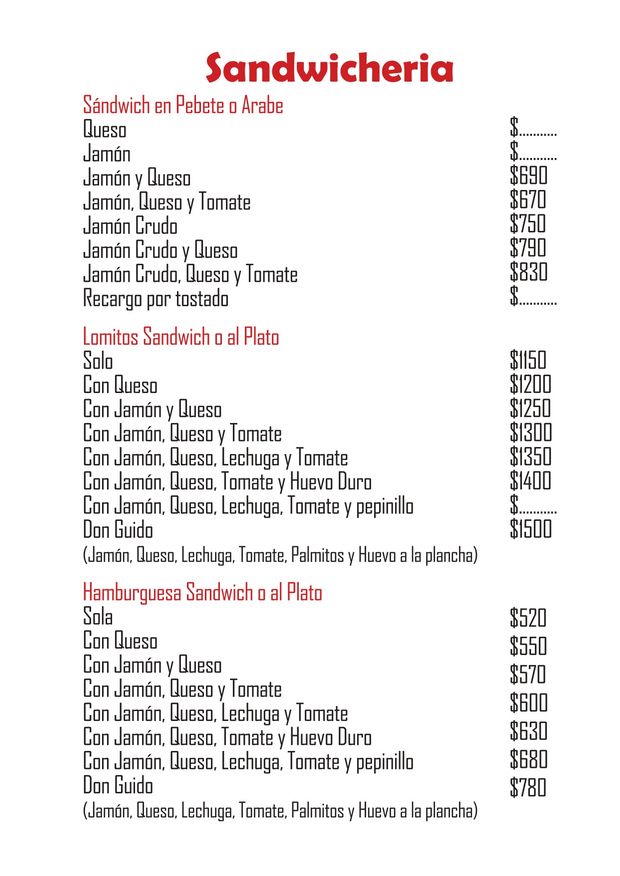 Sandwicheria
Sándwich en Pebete o Arabe
Queso $...........
Jamón $...........
Jamón y Queso $690
Jamón, Queso y Tomate $670
Jamón Crudo $750
Jamón Crudo y Queso $790
Jamón Crudo, Queso y Tomate $830
Recargo por tostado $...........
Lomitos Sandwich o al Plato
Solo $1150
Con Queso $1200
Con Jamón y Queso $1250
Con Jamón, Queso y Tomate $1300
Con Jamón, Queso, Lechuga y Tomate $1350
Con Jamón, Queso, Tomate y Huevo Duro $1400
Con Jamón, Queso, Lechuga, Tomate y pepinillo $...........
Don Guido $1500
(Jamón, Queso, Lechuga, Tomate, Palmitos y Huevo a la plancha)
Hamburguesa Sandwich o al Plato
Sola $520
Con Queso $550
Con Jamón y Queso $570
Con Jamón, Queso y Tomate $600
Con Jamón, Queso, Lechuga y Tomate
Con Jamón, Queso, Tomate y Huevo Duro $630
Con Jamón, Queso, Lechuga, Tomate y pepinillo $680
Don Guido $780
(Jamón, Queso, Lechuga, Tomate, Palmitos y Huevo a la plancha)